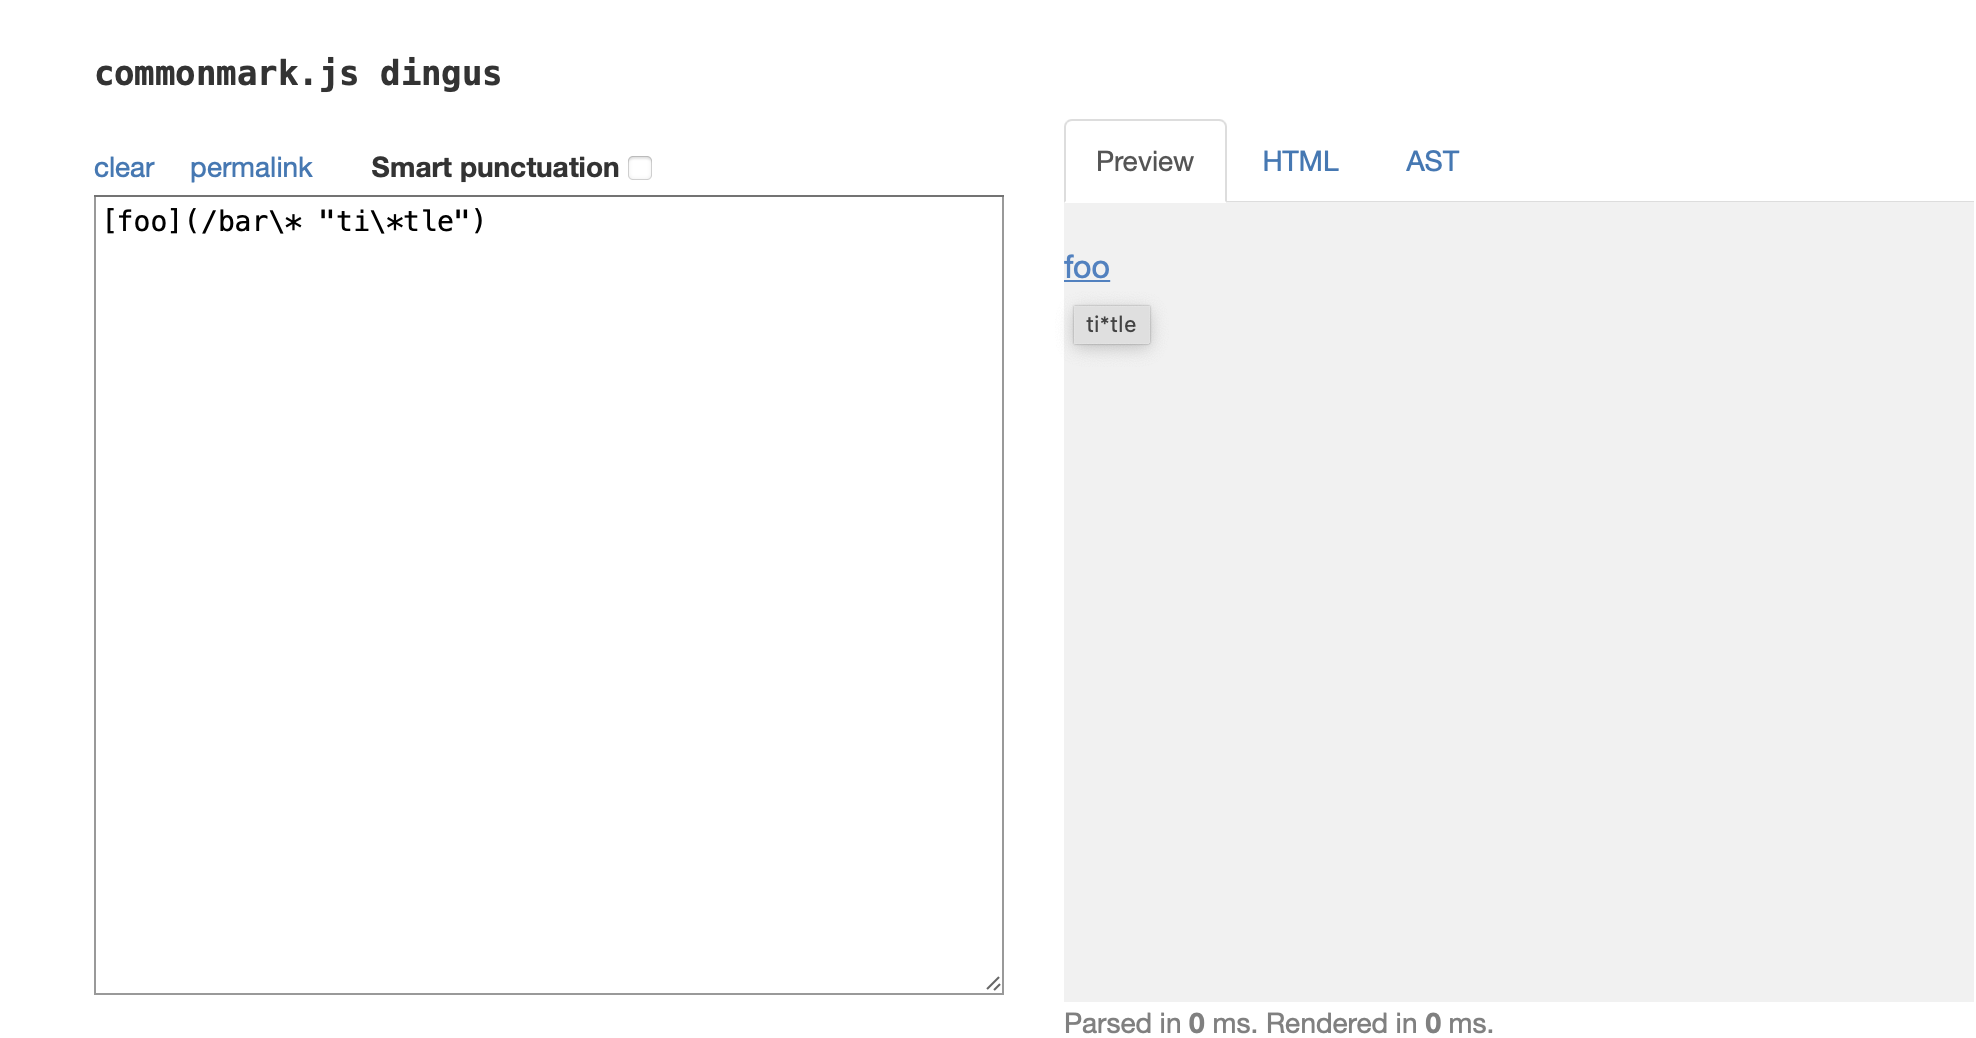 commonmark.js dingus
clear permalink Smart punctuation
[foo](/bar\* "ti\*tle")
Preview HTML AST
foo
ti*tle
Parsed in 0 ms. Rendered in 0 ms.